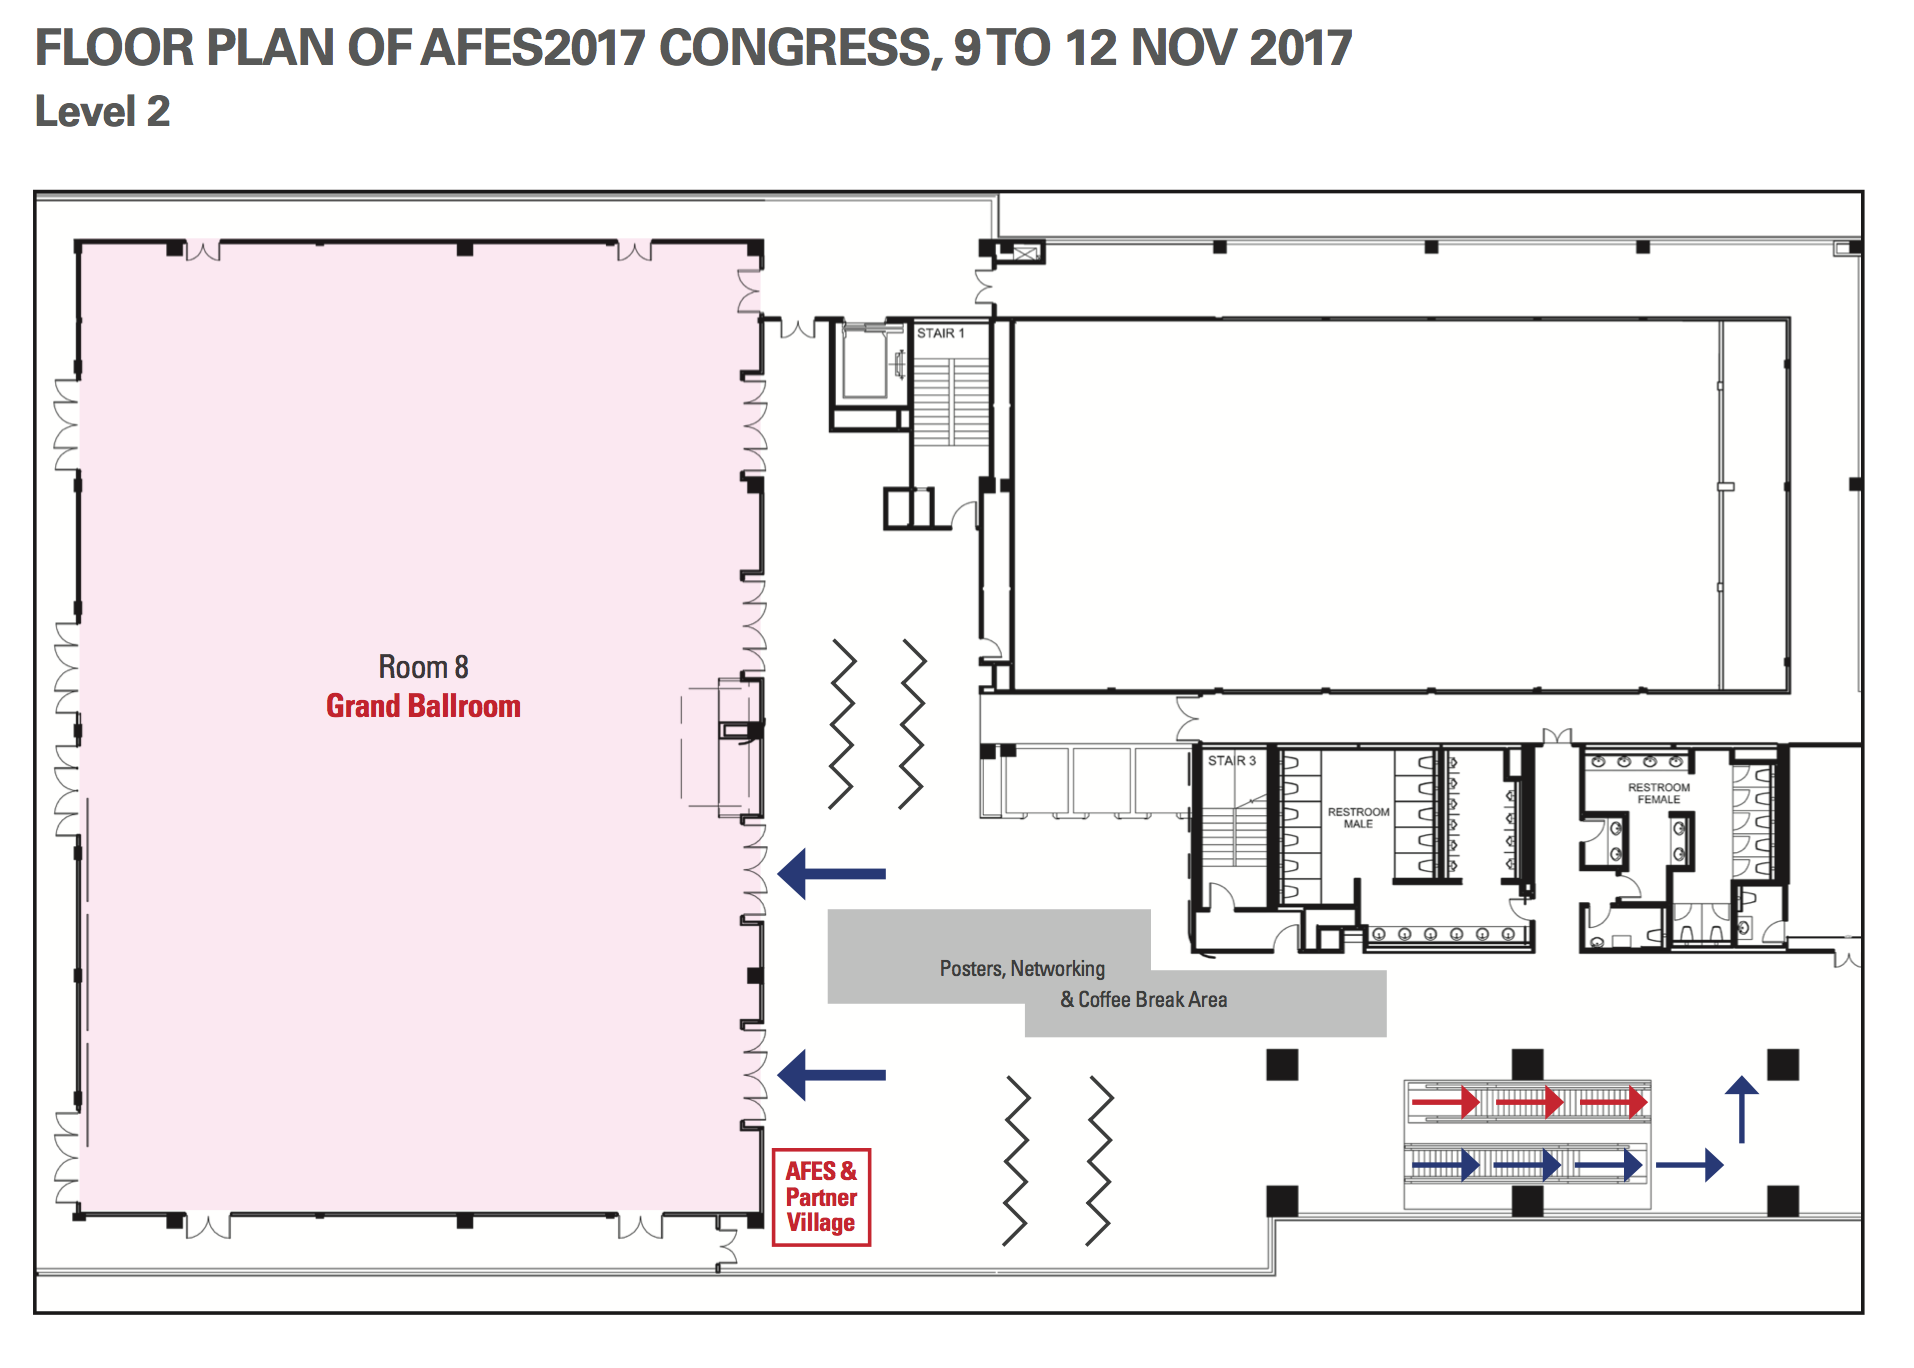 FLOOR PLAN OF AFES2017 CONGRESS, 9 TO 12 NOV 2017
Level 2
STAIR 1
Room 8
Grand Ballroom
STAIR 3
RESTROOM
MALE
RESTROOM
FEMALE
Posters, Networking
& Coffee Break Area
AFES &
Partner
Village